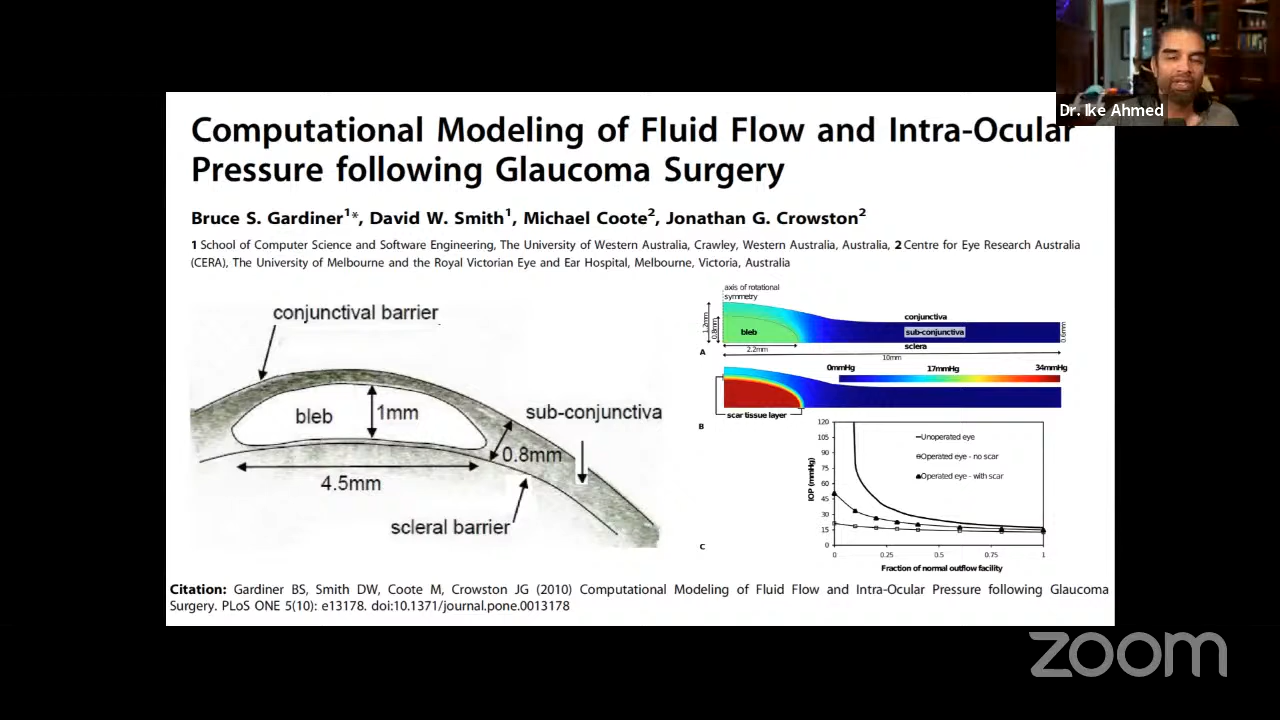 Dr. Ike Ahmed
Computational Modeling of Fluid Flow and Intra-Ocular
Pressure following Glaucoma Surgery
Bruce S. Gardiner1*, David W. Smith1, Michael Coote2, Jonathan G. Crowston2
1 School of Computer Science and Software Engineering, The University of Western Australia, Crawley, Western Australia, Australia, 2 Centre for Eye Research Australia
(CERA), The University of Melbourne and the Royal Victorian Eye and Ear Hospital, Melbourne, Victoria, Australia
conjunctival barrier
bleb
1mm
sub-conjunctiva
0.8mm
4.5mm
scleral barrier
axis of rotational
symmetry
1.2mm
0.8mm
bleb
conjunctiva
sub-conjunctiva
sclera
0.6mm
2.2mm
10mm
A
0mmHg 17mmHg 34mmHg
scar tissue layer
B
IOP (mmHg)
120
105
90
75
60
45
30
15
0
Unoperated eye
Operated eye - no scar
Operated eye - with scar
0 0.25 0.5 0.75 1
Fraction of normal outflow facility
C
Citation: Gardiner BS, Smith DW, Coote M, Crowston JG (2010) Computational Modeling of Fluid Flow and Intra-Ocular Pressure following Glaucoma
Surgery. PLoS ONE 5(10): e13178. doi:10.1371/journal.pone.0013178
zoom